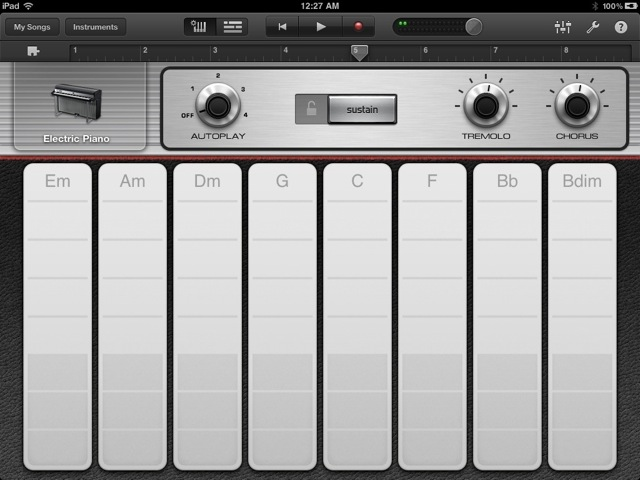 iPad 12:27 AM 100%
My Songs Instruments
1 2 3 4 5 6 7 8
Electric Piano
OFF 1 2 3 4
AUTOPLAY
sustain
TREMOLO
CHORUS
Em Am Dm G C F Bb Bdim